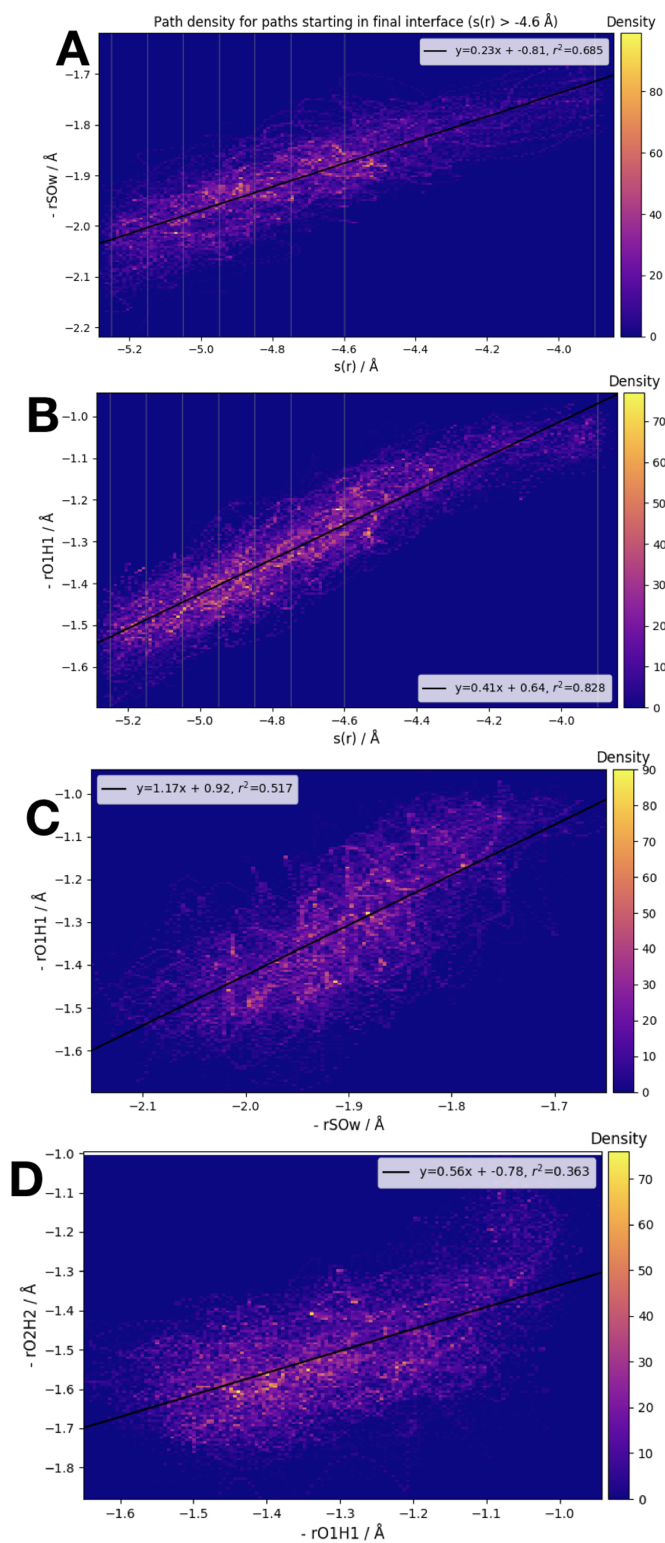 A
Path density for paths starting in final interface (s(r) > -4.6 Å)
Density
y=0.23x + -0.81, r²=0.685
−1.7
−1.8
−1.9
−2.0
−2.1
−2.2
- rSOw / Å
80
60
40
20
0
−5.2 −5.0 −4.8 −4.6 −4.4 −4.2 −4.0
s(r) / Å
B
Density
−1.0
−1.1
−1.2
−1.3
−1.4
−1.5
−1.6
- rO1H1 / Å
70
60
50
40
30
20
10
0
y=0.41x + 0.64, r²=0.828
−5.2 −5.0 −4.8 −4.6 −4.4 −4.2 −4.0
s(r) / Å
C
Density
y=1.17x + 0.92, r²=0.517
−1.0
−1.1
−1.2
−1.3
−1.4
−1.5
−1.6
- rO1H1 / Å
90
80
70
60
50
40
30
20
10
0
−2.1 −2.0 −1.9 −1.8 −1.7
- rSOw / Å
D
Density
y=0.56x + -0.78, r²=0.363
−1.0
−1.1
−1.2
−1.3
−1.4
−1.5
−1.6
−1.7
−1.8
- rO2H2 / Å
70
60
50
40
30
20
10
0
−1.6 −1.5 −1.4 −1.3 −1.2 −1.1 −1.0
- rO1H1 / Å